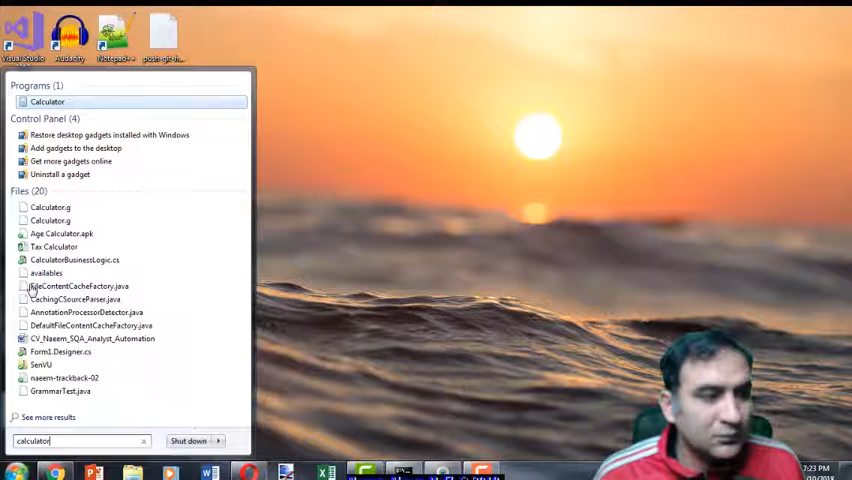 Visual Studio
Audacity
Notepad++
push-git-h...
Programs (1)
Calculator
Control Panel (4)
Restore desktop gadgets installed with Windows
Add gadgets to the desktop
Get more gadgets online
Uninstall a gadget
Files (20)
Calculator.g
Calculator.g
Age Calculator.apk
Tax Calculator
CalculatorBusinessLogic.cs
availables
FileContentCacheFactory.java
CachingCSourceParser.java
AnnotationProcessorDetector.java
DefaultFileContentCacheFactory.java
CV_Naeem_SQA_Analyst_Automation
Form1.Designer.cs
SenVU
naeem-trackback-02
GrammarTest.java
See more results
calculator
Shut down
7:23 PM